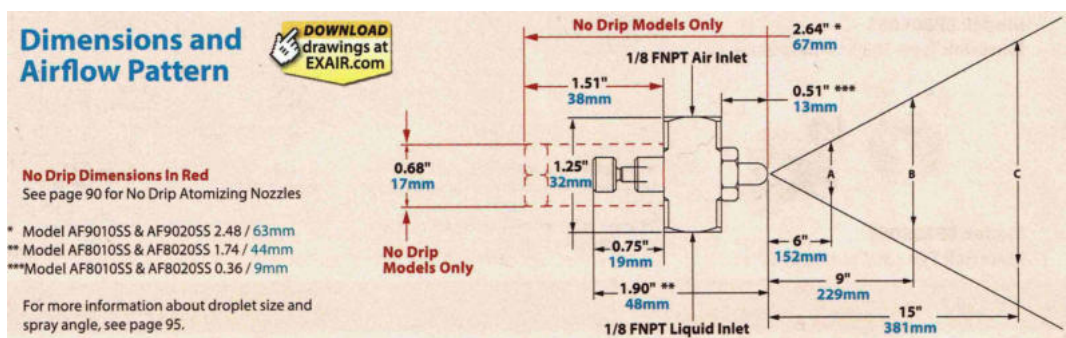 Dimensions and
Airflow Pattern
DOWNLOAD
drawings at
EXAIR.com
No Drip Dimensions In Red
See page 90 for No Drip Atomizing Nozzles
* Model AF9010SS & AF9020SS 2.48 / 63mm
** Model AF8010SS & AF8020SS 1.74 / 44mm
***Model AF8010SS & AF8020SS 0.36 / 9mm
For more information about droplet size and
spray angle, see page 95.
No Drip Models Only
2.64" *
67mm
1/8 FNPT Air Inlet
1.51"
38mm
0.51" ***
13mm
0.68"
17mm
1.25"
32mm
A
B
C
No Drip
Models Only
0.75"
19mm
6"
152mm
1.90" **
48mm
9"
229mm
15"
381mm
1/8 FNPT Liquid Inlet